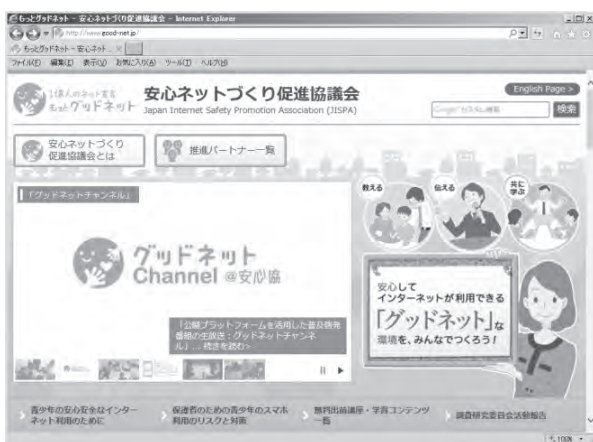 もっとグッドネット − 安心ネットづくり促進協議会 − Internet Explorer
http://www.good-net.jp/
もっとグッドネット − 安心ネット...
ファイル(F) 編集(E) 表示(V) お気に入り(A) ツール(T) ヘルプ(H)
1億人のネットする
もっとグッドネット
安心ネットづくり促進協議会
Japan Internet Safety Promotion Association (JISPA)
English Page >
検索
安心ネットづくり
促進協議会とは
推進パートナー一覧
「グッドネットチャンネル」
グッドネット
Channel @安心協
「公開プラットフォームを活用した普及啓発
番組の生放送：グッドネットチャンネ
ル」... 続きを読む>
教える
伝える
共に
学ぶ
安心して
インターネットが利用できる
「グッドネット」な
環境を、みんなでつくろう！
青少年の安心安全なインター
ネット利用のために
保護者のための青少年のスマホ
利用のリスクと対策
無料出前講座・学習コンテンツ
一覧
調査研究委員会活動報告
100%